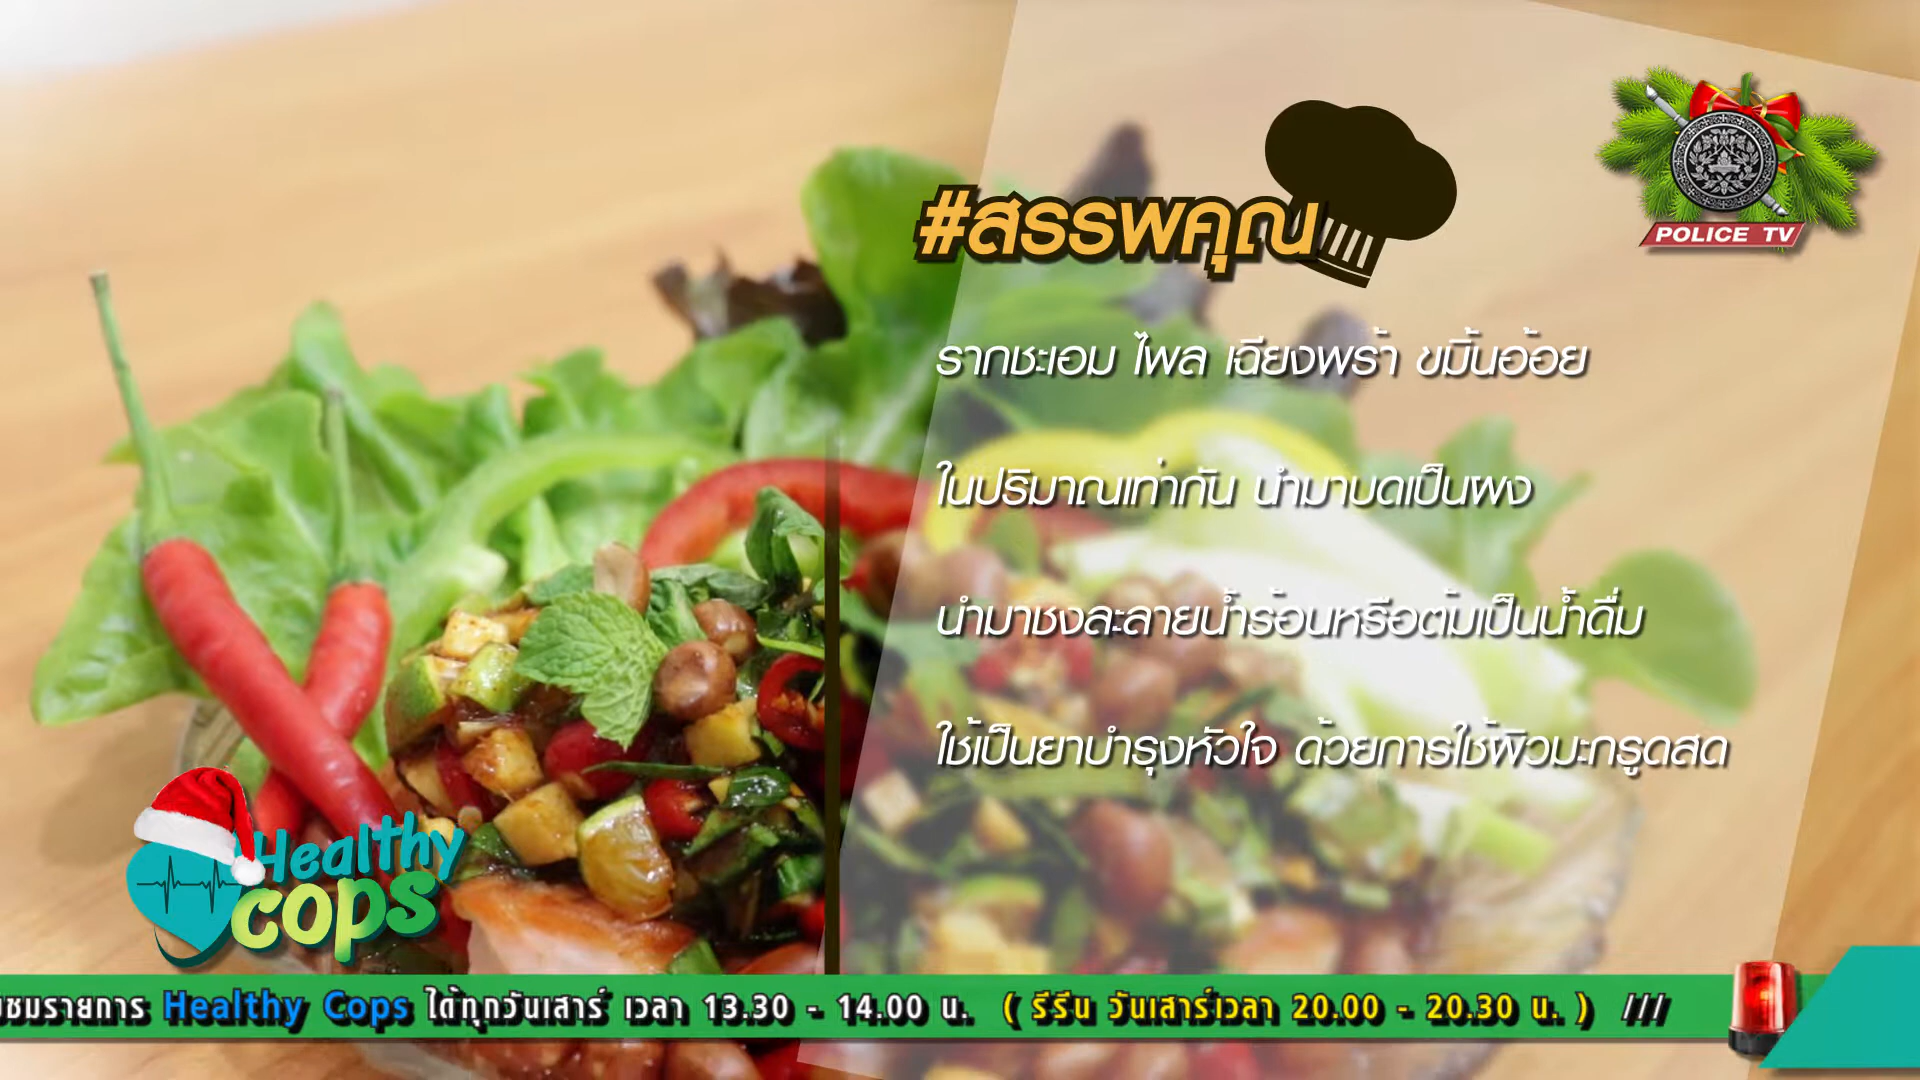 POLICE TV
#สรรพคุณ
รากชะเอม ไพล เฉียงพร้า ขมิ้นอ้อย
ในปริมาณเท่ากัน นำมาบดเป็นผง
นำมาชงละลายน้ำร้อนหรือต้มเป็นน้ำดื่ม
ใช้เป็นยาบำรุงหัวใจ ด้วยการใช้ผิวมะกรูดสด
Healthy
cops
ชมรายการ Healthy Cops ได้ทุกวันเสาร์ เวลา 13.30 - 14.00 น. ( รีรีน วันเสาร์เวลา 20.00 - 20.30 น. ) ///